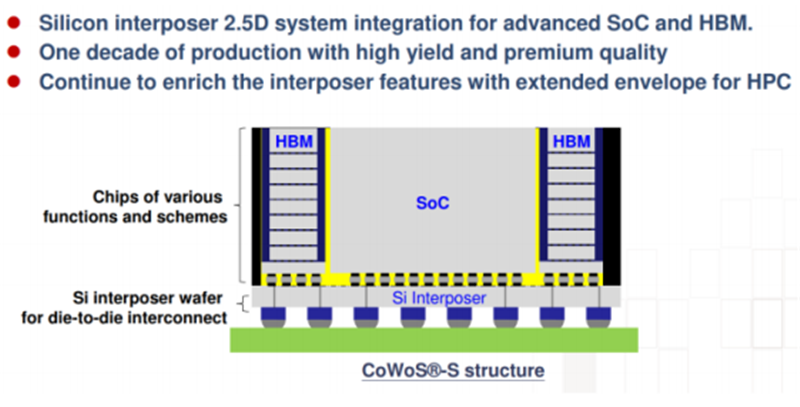 Silicon interposer 2.5D system integration for advanced SoC and HBM.
One decade of production with high yield and premium quality
Continue to enrich the interposer features with extended envelope for HPC
HBM
HBM
SoC
Chips of various
functions and schemes
Si interposer wafer
for die-to-die interconnect
Si Interposer
CoWoS®-S structure